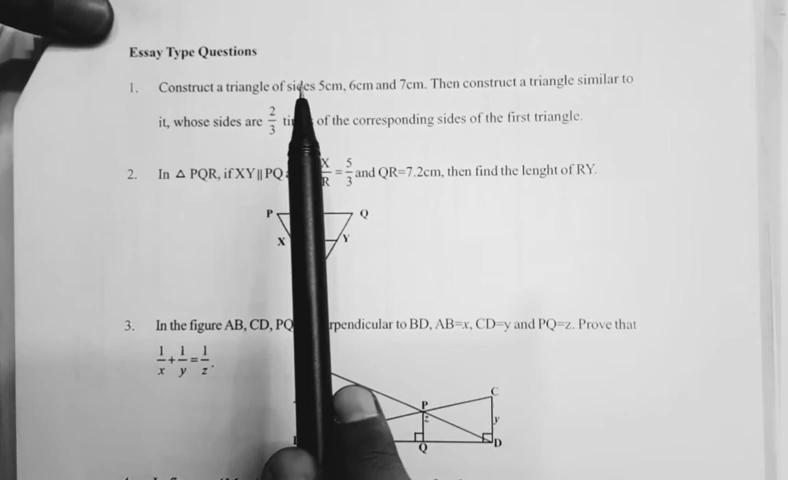 Essay Type Questions
1. Construct a triangle of sides 5cm, 6cm and 7cm. Then construct a triangle similar to
it, whose sides are 2/3 of the corresponding sides of the first triangle.
2. In △ PQR, if XY || PQ X/R = 5/3 and QR=7.2cm, then find the lenght of RY.
P Q
X Y
3. In the figure AB, CD, PQ to BD, AB=x, CD=y and PQ=z. Prove that
1/x + 1/y = 1/z.
C
P
z y
Q D